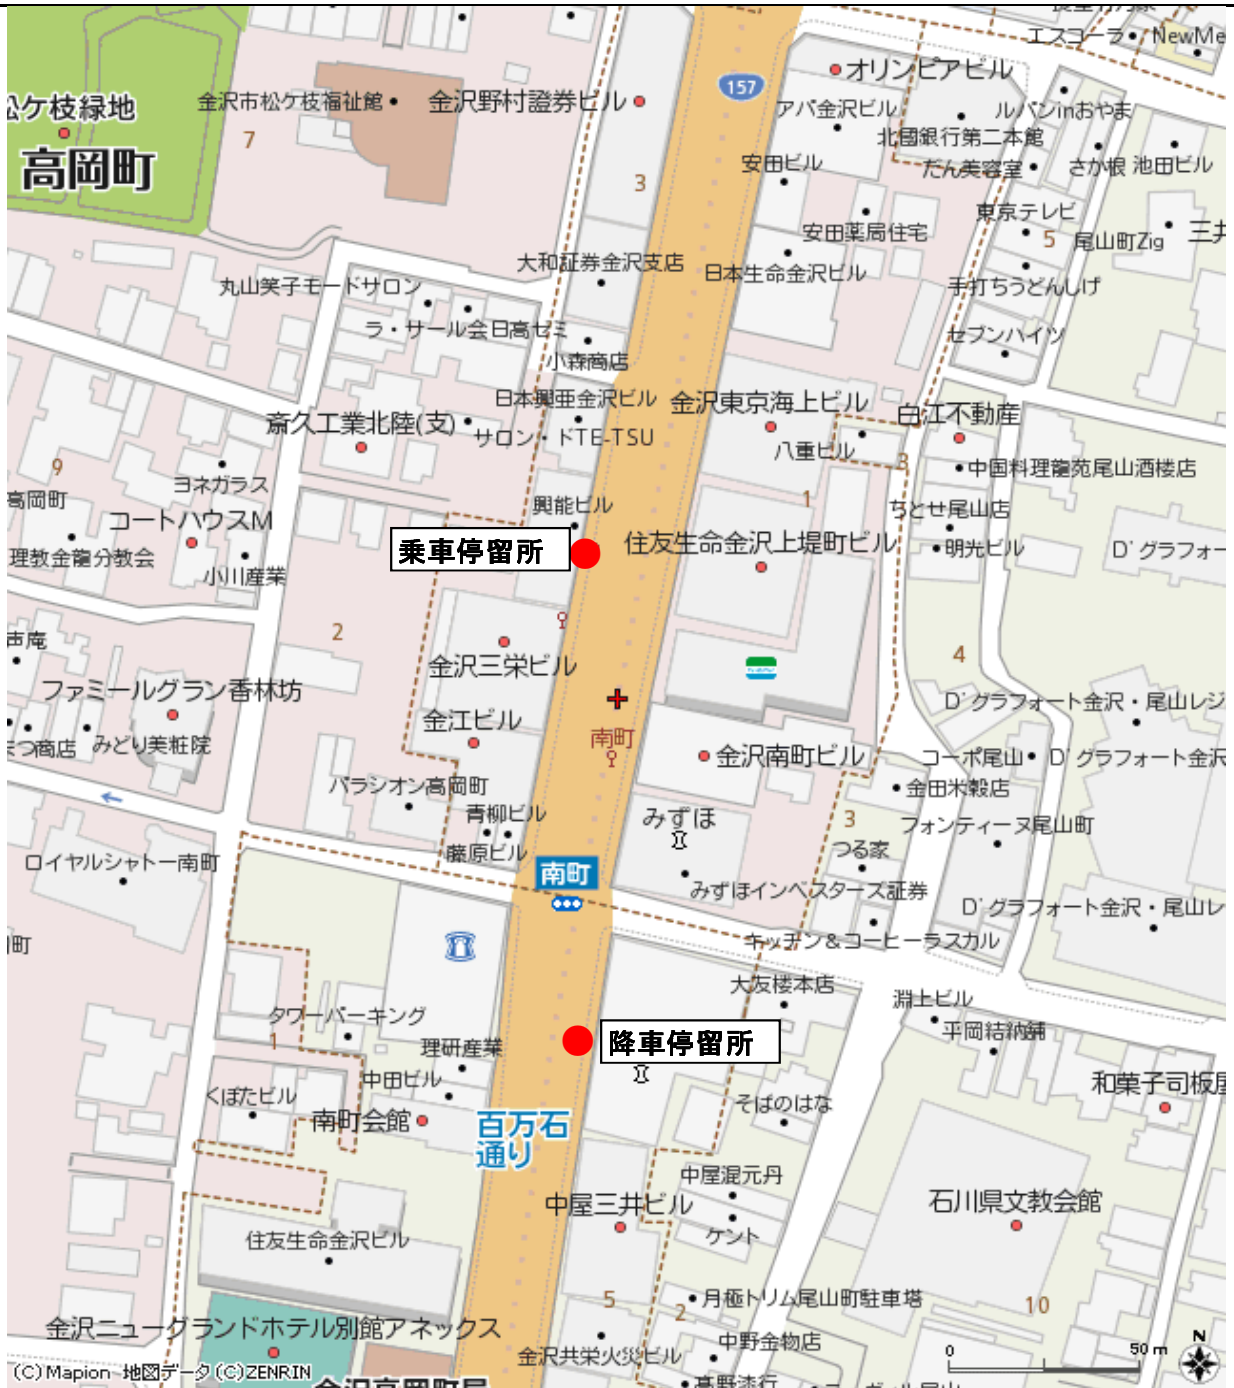 エスコーラ
NewMe
オリンピアビル
157
松ケ枝緑地
金沢市松ケ枝福祉館
金沢野村證券ビル
アパ金沢ビル
ルパンinおやま
北國銀行第二本館
7
高岡町
安田ビル
だん美容室
さか根
池田ビル
3
東京テレビ
安田薬局住宅
5
尾山町Zig
三井
大和証券金沢支店
日本生命金沢ビル
丸山笑子モードサロン
手打ちうどんしげ
ラ・サール会
日高ゼミ
セブンハイツ
小森商店
日本興亜金沢ビル
金沢東京海上ビル
白江不動産
斎久工業北陸(支)
サロン・ドTE-TSU
八重ビル
3
9
中国料理龍苑尾山酒楼店
ヨネガラス
高岡町
興能ビル
1
ちとせ尾山店
コートハウスM
乗車停留所
住友生命金沢上堤町ビル
明光ビル
D'グラフォー
理教金龍分教会
小川産業
2
声庵
4
金沢三栄ビル
ファミールグラン香林坊
D'グラフォート金沢・尾山レジ
金江ビル
南町
つ商店
みどり美粧院
金沢南町ビル
コーポ尾山
D'グラフォート金沢
パラシオン高岡町
金田米穀店
青柳ビル
みずほ
3
フォンティーヌ尾山町
藤原ビル
つる家
ロイヤルシャトー南町
南町
みずほインベスターズ証券
D'グラフォート金沢・尾山レ
町
キッチン&コーヒーラスカル
大友楼本店
淵上ビル
タワーパーキング
1
降車停留所
平岡結納舗
理研産業
中田ビル
和菓子司板屋
くぼたビル
そばのはな
南町会館
百万石
通り
中屋混元丹
中屋三井ビル
石川県文教会館
ケント
住友生命金沢ビル
5
2
月極トリム尾山町駐車塔
10
金沢ニューグランドホテル別館アネックス
中野金物店
金沢共栄火災ビル
0
50 m
N
(C)Mapion 地図データ(C)ZENRIN
金沢高岡町局
高野漆行